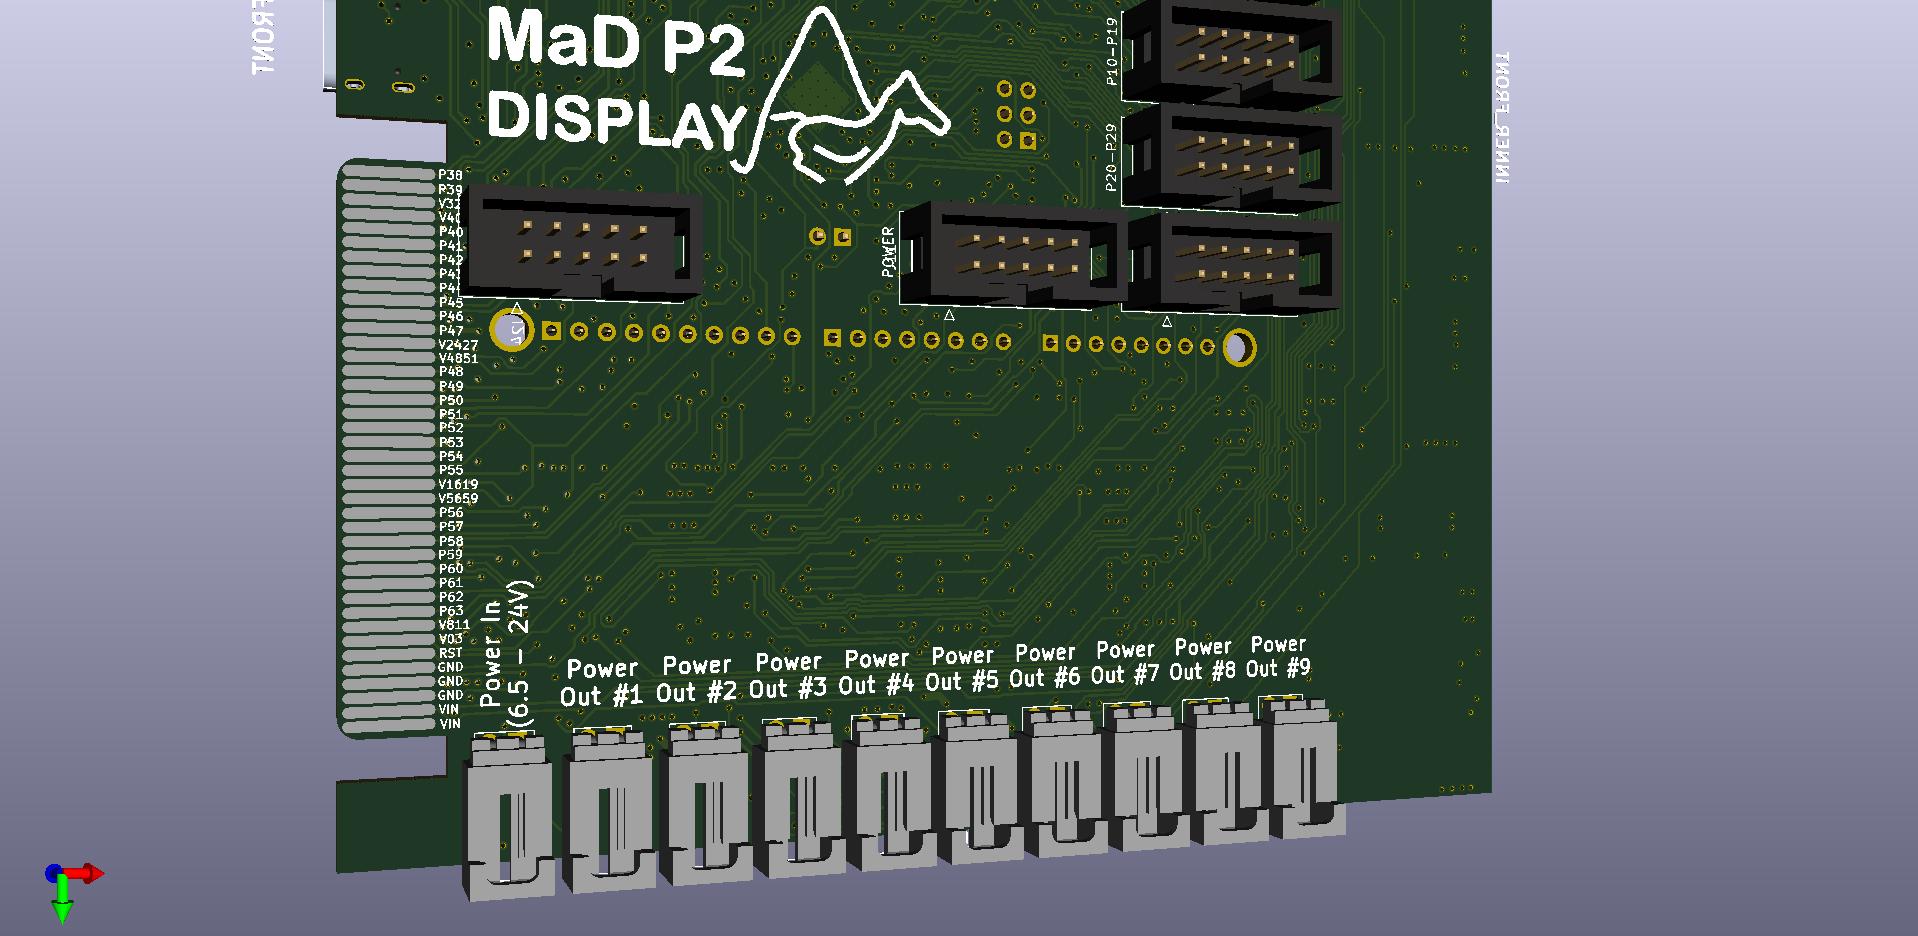 FRONT
MaD P2
DISPLAY
P10-P19
P20-P29
INNER_FRONT
POWER
P38
P39
P40
P41
P42
P45
P46
P47
V2427
V4851
P48
P49
P50
P51
P52
P53
P54
P55
V1619
V5659
P56
P57
P58
P59
P60
P61
P62
P63
V811
V03
RST
GND
GND
GND
VIN
VIN
Power In
(6.5 - 24V)
Power
Out #1
Power
Out #2
Power
Out #3
Power
Out #4
Power
Out #5
Power
Out #6
Power
Out #7
Power
Out #8
Power
Out #9